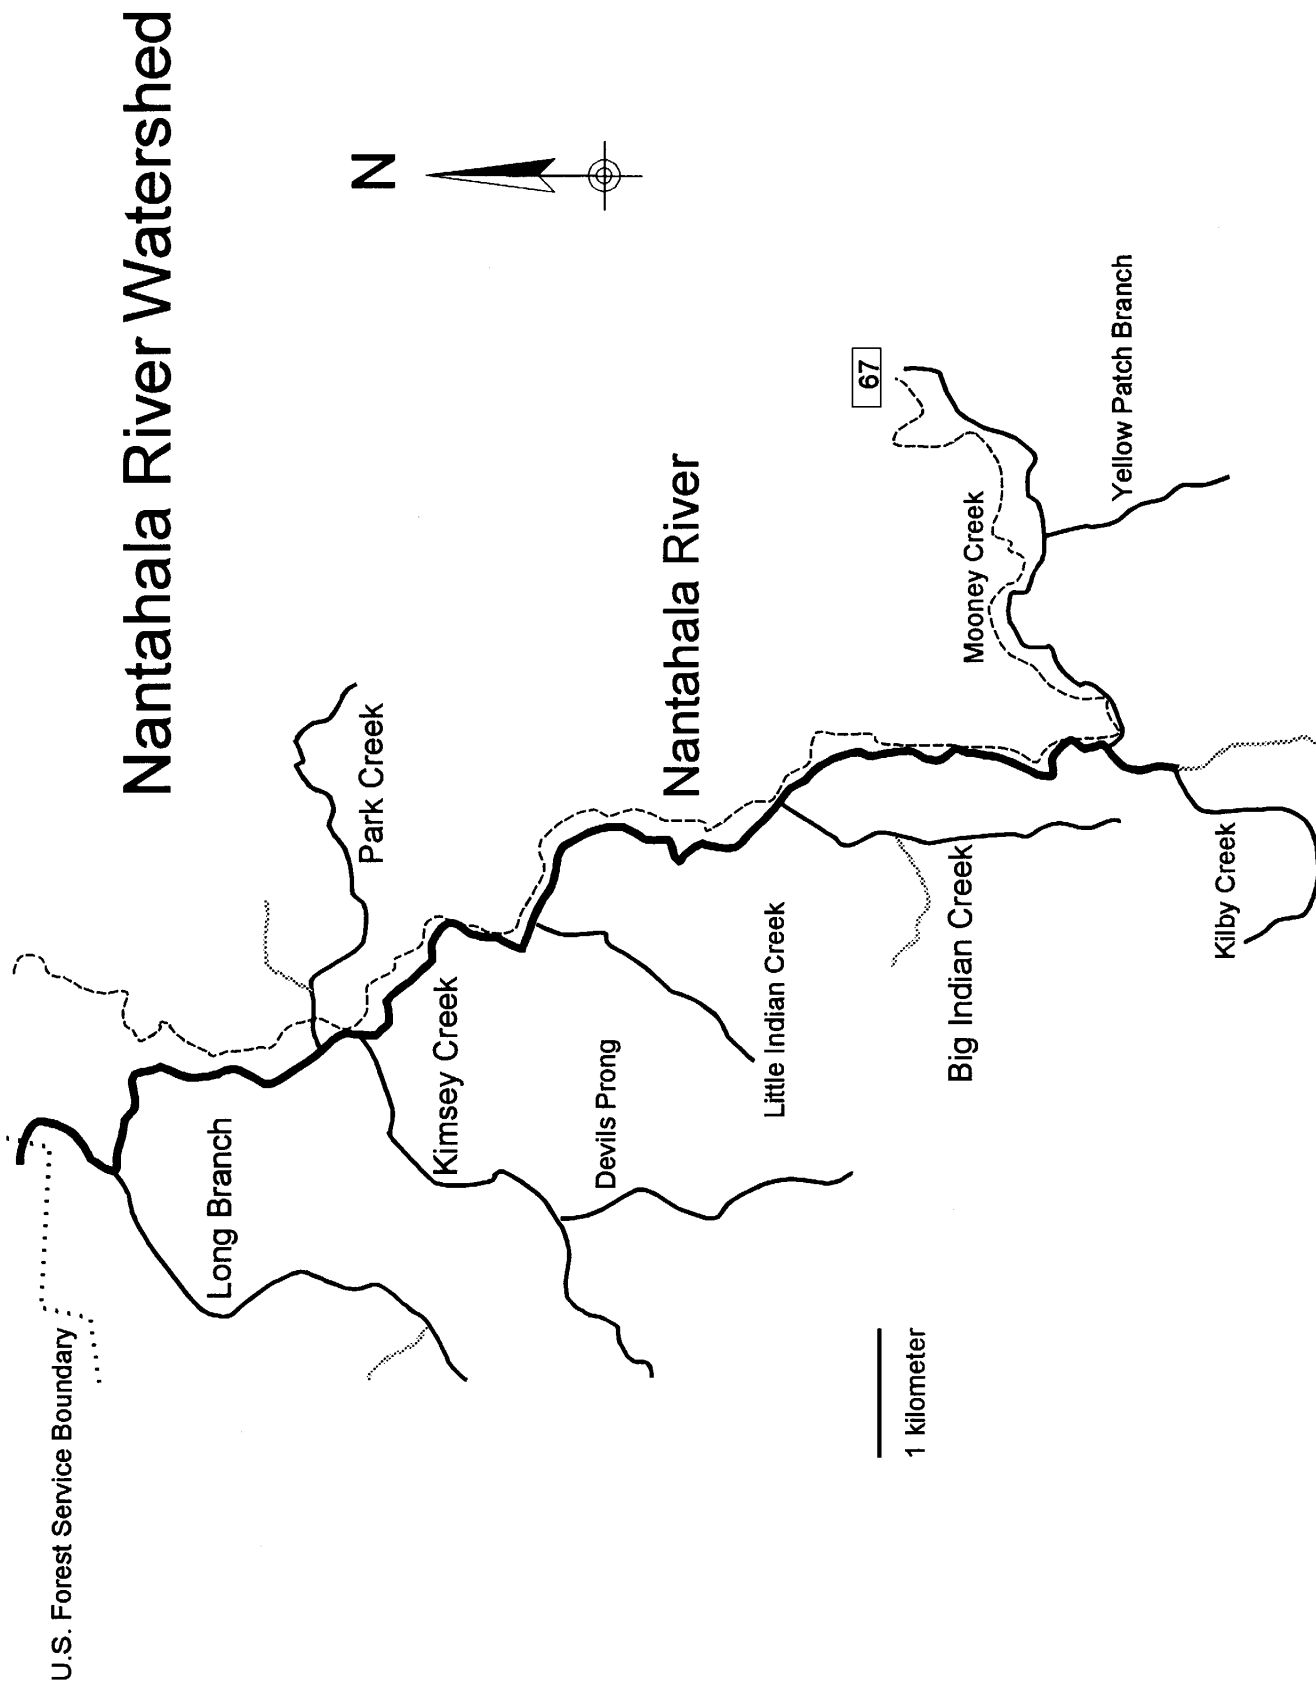 Nantahala River Watershed
N
U.S. Forest Service Boundary
Long Branch
Park Creek
Kimsey Creek
Devils Prong
Nantahala River
Little Indian Creek
67
Big Indian Creek
Mooney Creek
1 kilometer
Yellow Patch Branch
Kilby Creek